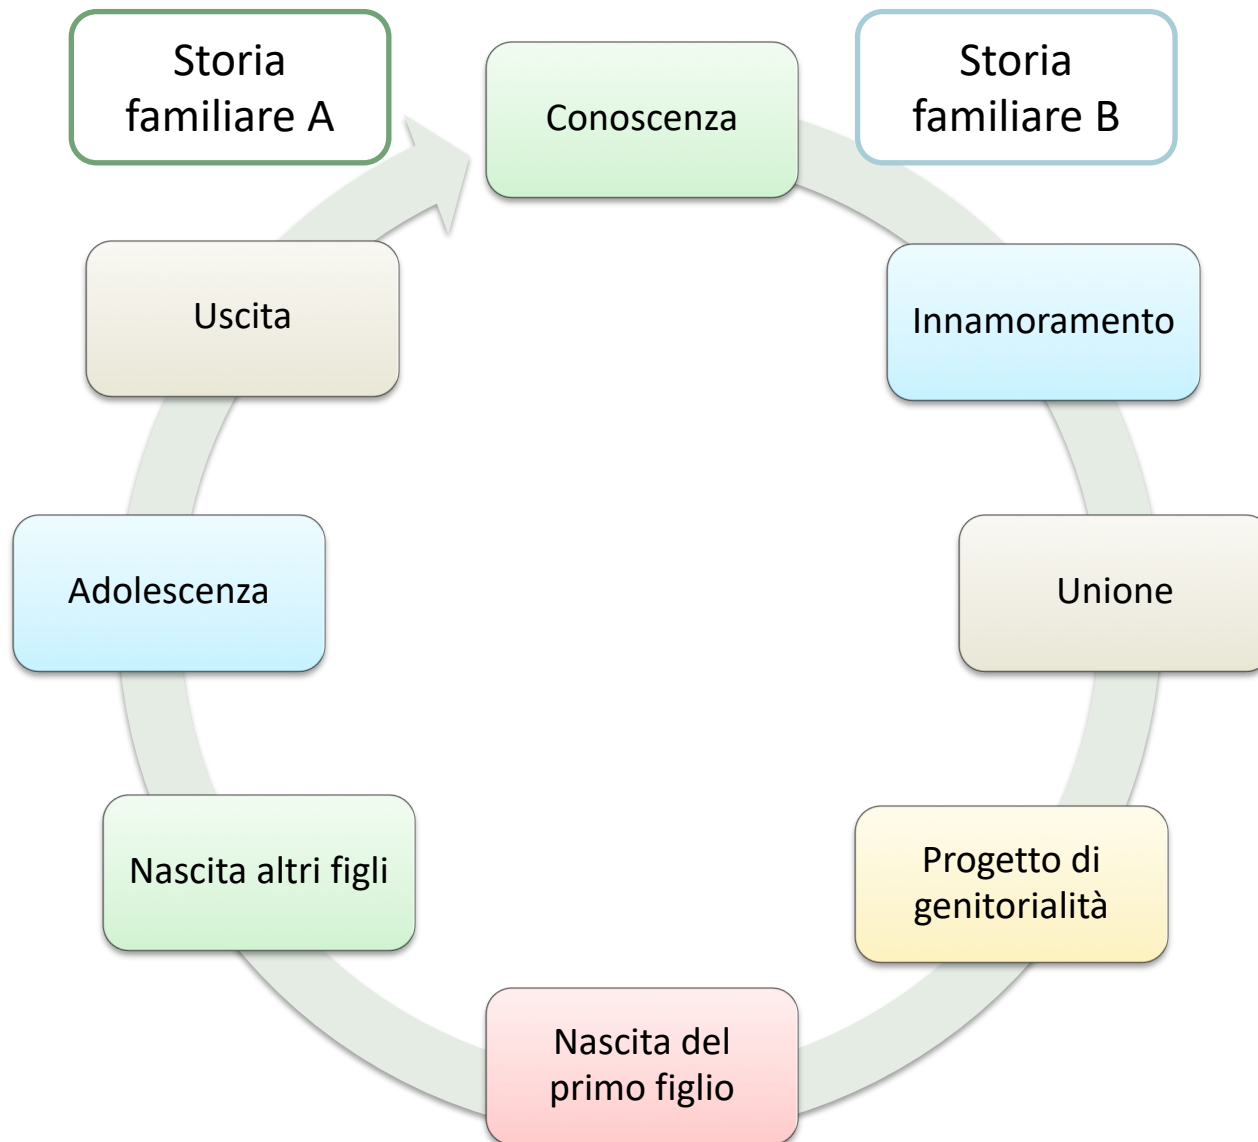 Storia
familiare A
Conoscenza
Storia
familiare B
Innamoramento
Unione
Progetto di
genitorialità
Nascita del
primo figlio
Nascita altri figli
Adolescenza
Uscita